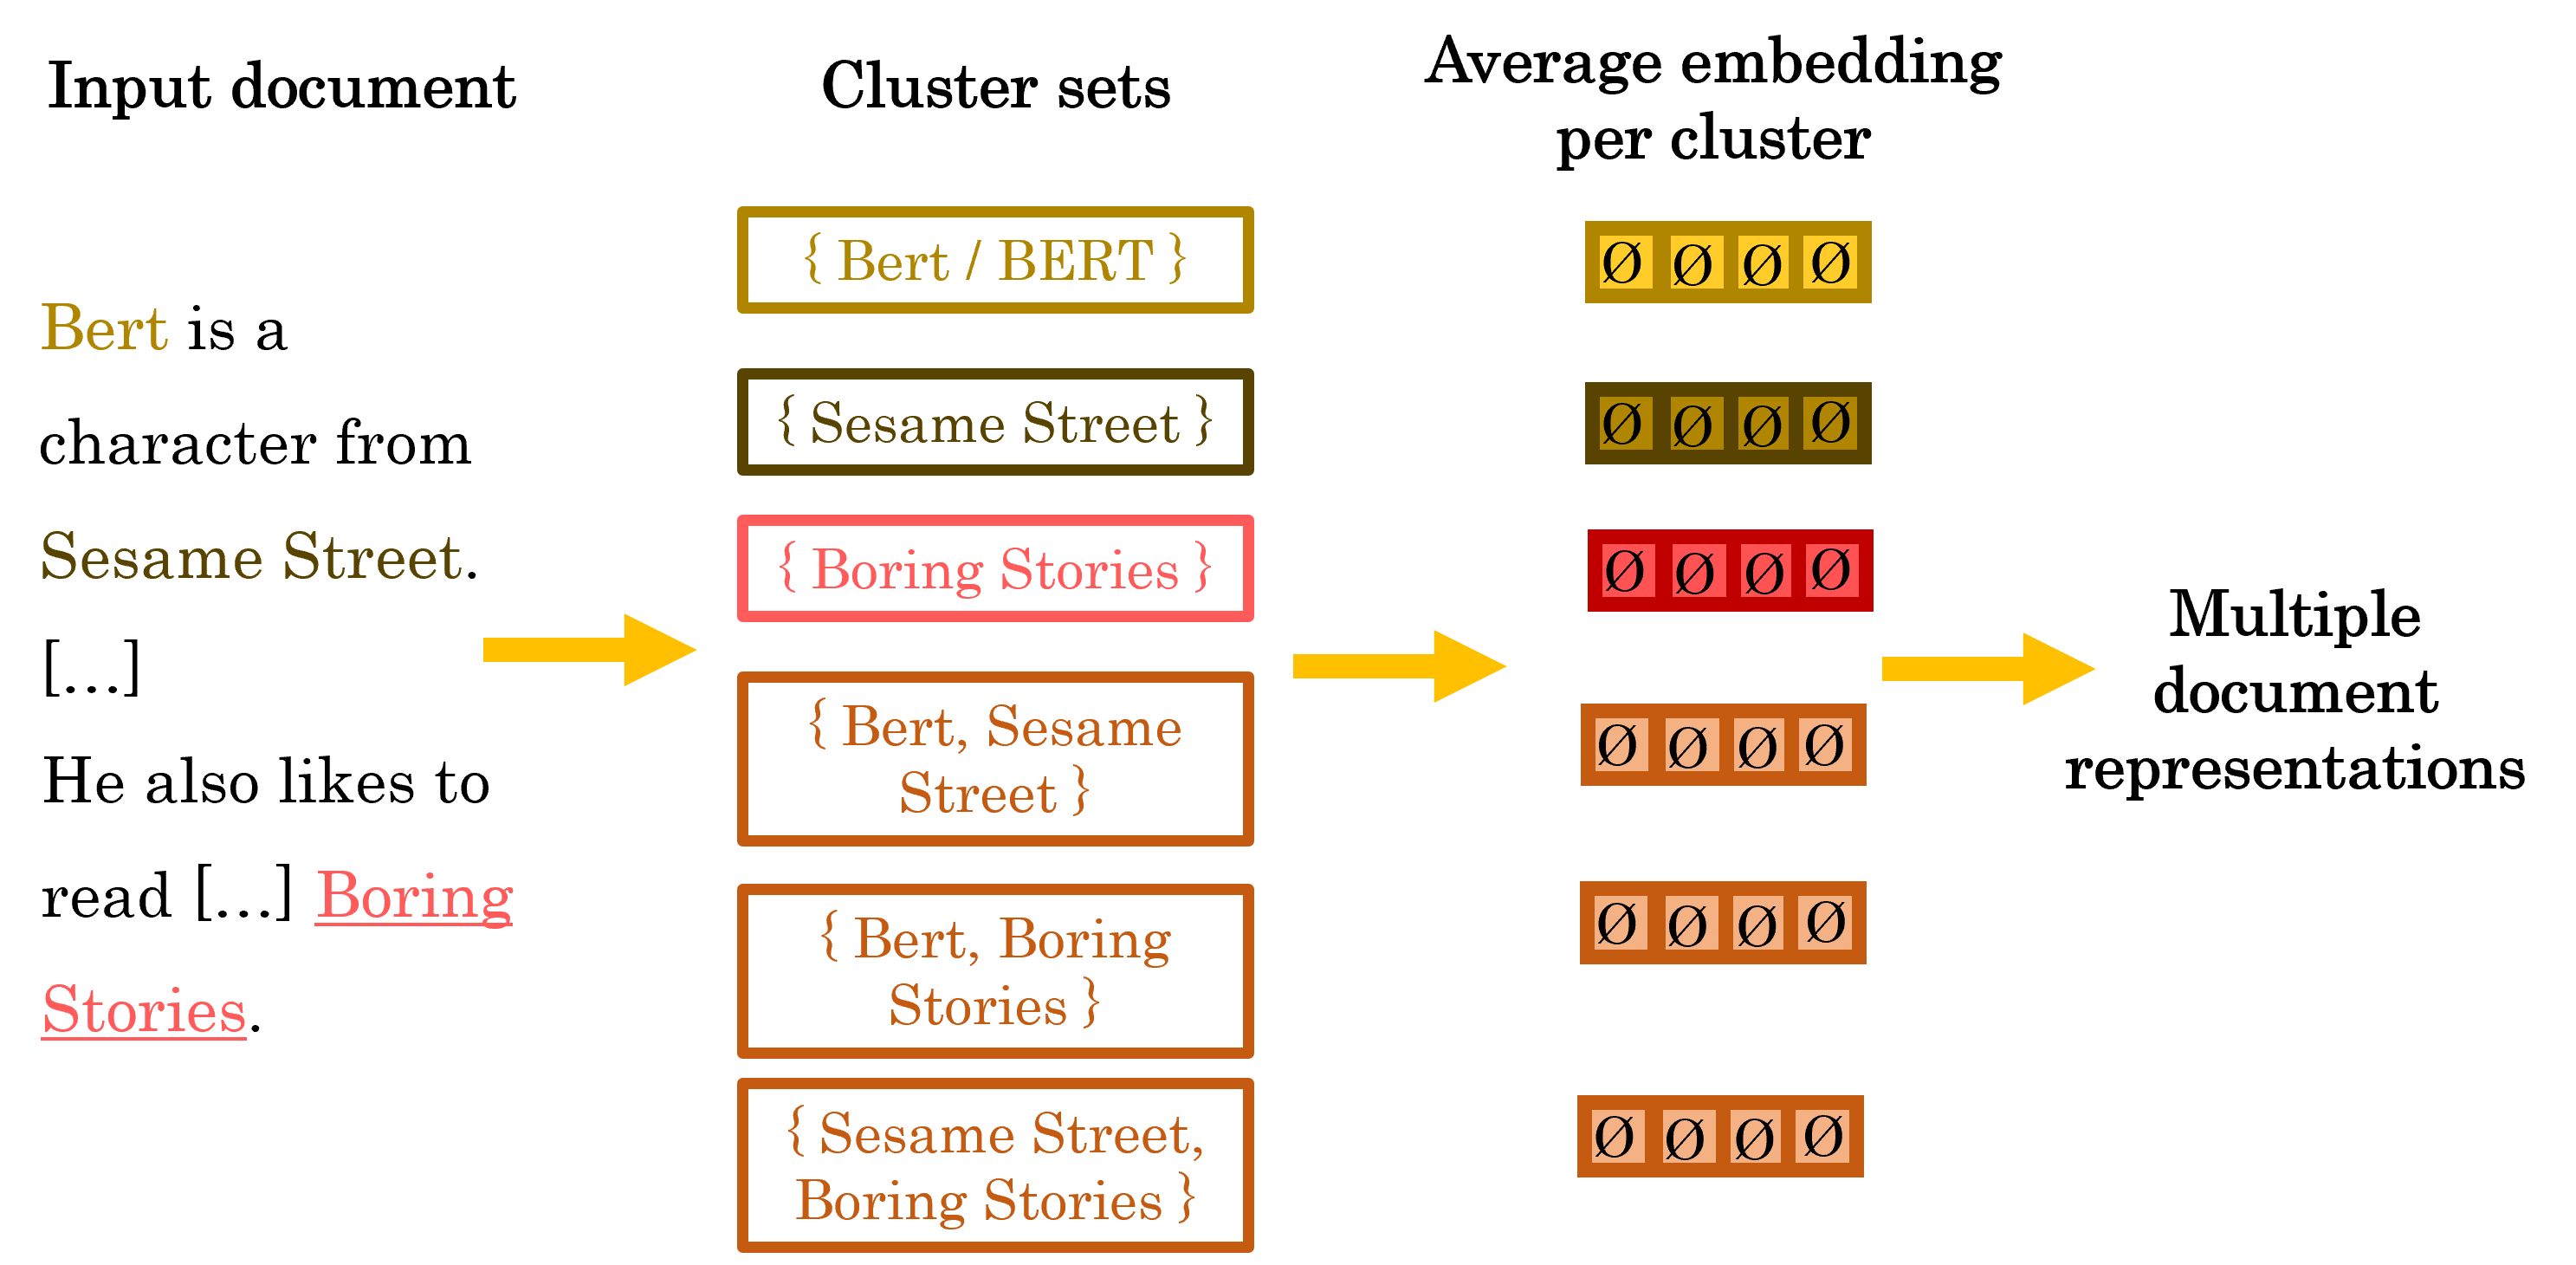 Input document
Bert is a
character from
Sesame Street.
[...]
He also likes to
read [...] Boring
Stories.
Cluster sets
{ Bert / BERT }
{ Sesame Street }
{ Boring Stories }
{ Bert, Sesame
Street }
{ Bert, Boring
Stories }
{ Sesame Street,
Boring Stories }
Average embedding
per cluster
Ø Ø Ø Ø
Ø Ø Ø Ø
Ø Ø Ø Ø
Ø Ø Ø Ø
Ø Ø Ø Ø
Ø Ø Ø Ø
Multiple
document
representations